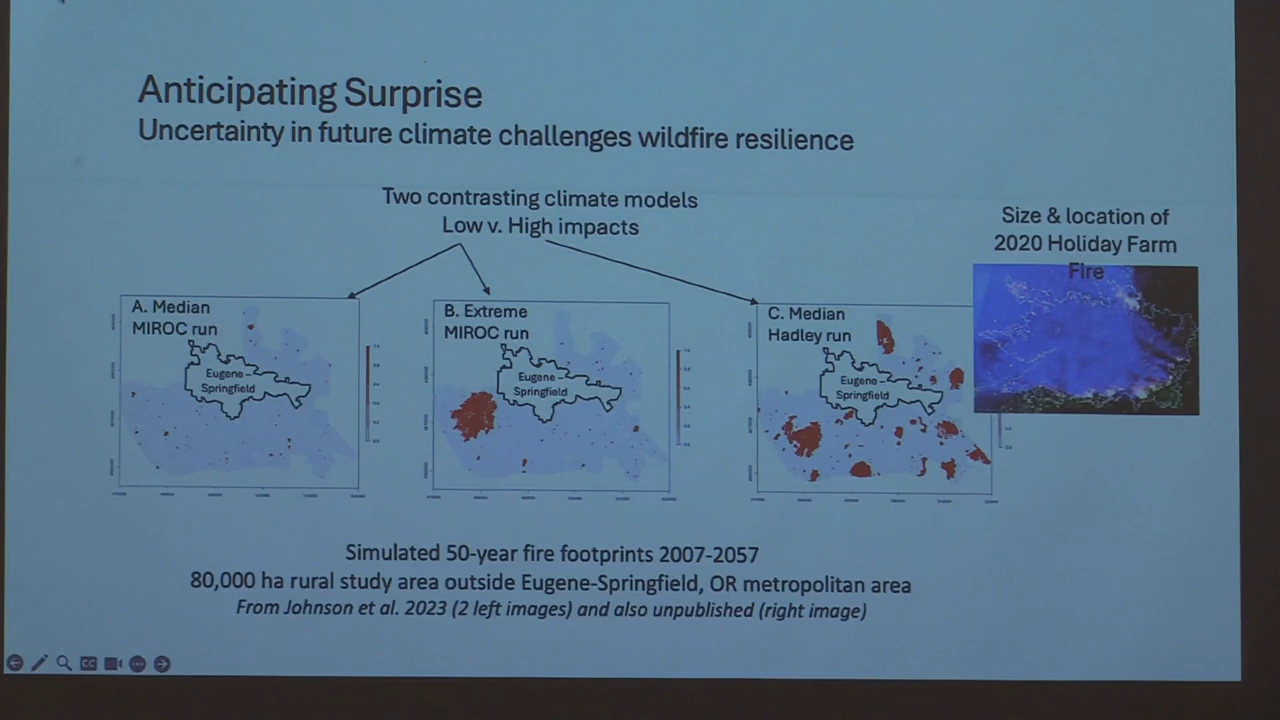 Anticipating Surprise
Uncertainty in future climate challenges wildfire resilience
Two contrasting climate models
Low v. High impacts
Size & location of
2020 Holiday Farm
Fire
A. Median
MIROC run
Eugene –
Springfield
B. Extreme
MIROC run
Eugene –
Springfield
C. Median
Hadley run
Eugene –
Springfield
Simulated 50-year fire footprints 2007-2057
80,000 ha rural study area outside Eugene-Springfield, OR metropolitan area
From Johnson et al. 2023 (2 left images) and also unpublished (right image)
CC